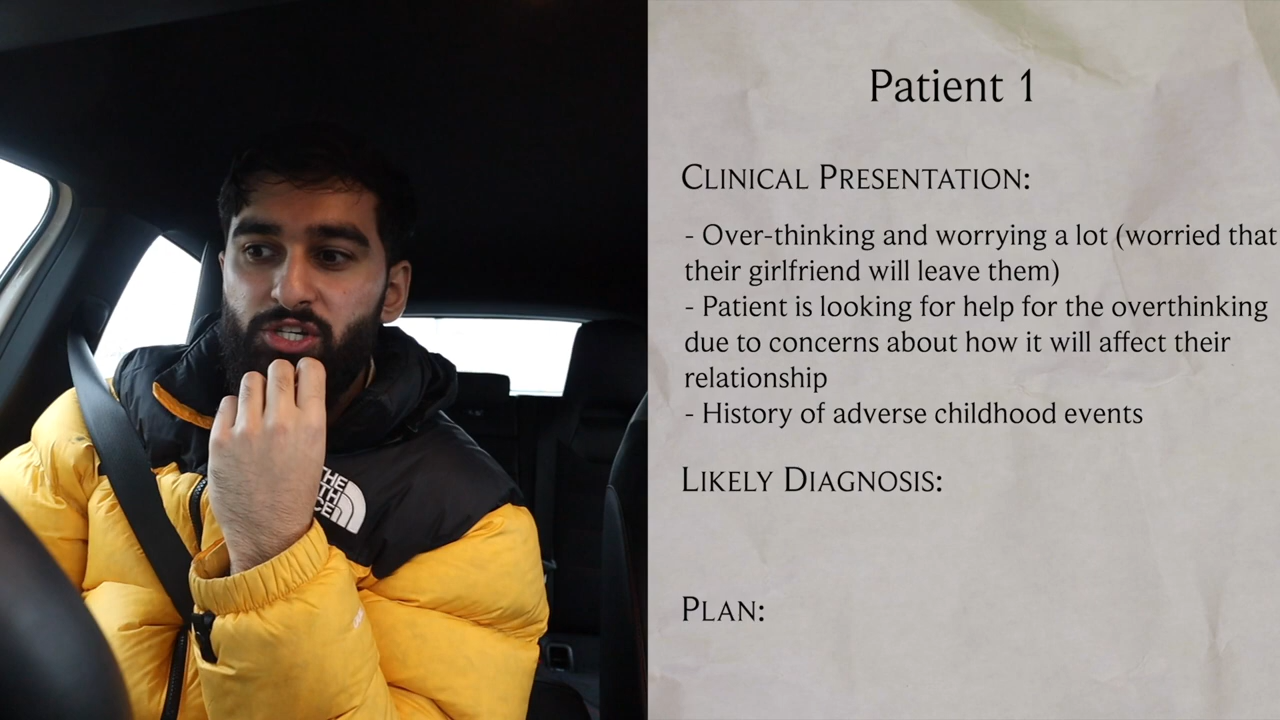 Patient 1
Clinical Presentation:
- Over-thinking and worrying a lot (worried that
their girlfriend will leave them)
- Patient is looking for help for the overthinking
due to concerns about how it will affect their
relationship
- History of adverse childhood events
Likely Diagnosis:
Plan: